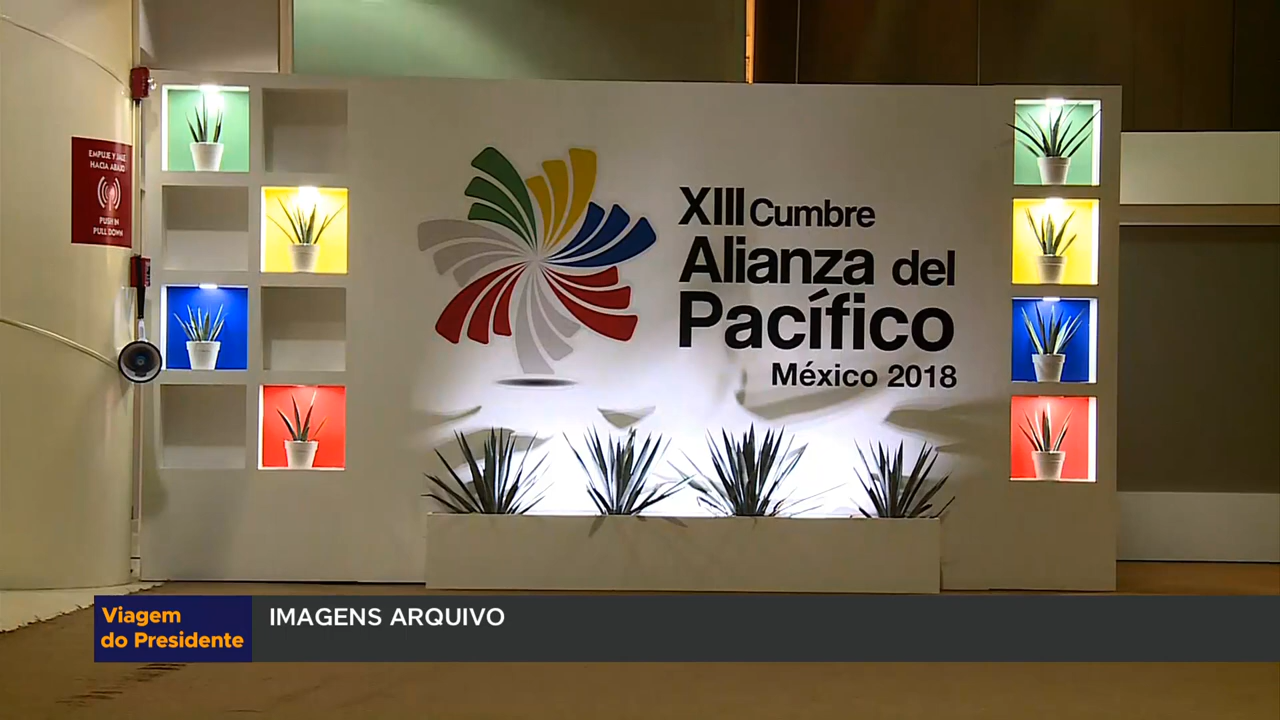 EMPUJE Y JALE
HACIA ABAJO
PUSH IN
PULL DOWN
XIII Cumbre
Alianza del
Pacífico
México 2018
Viagem
do Presidente
IMAGENS ARQUIVO